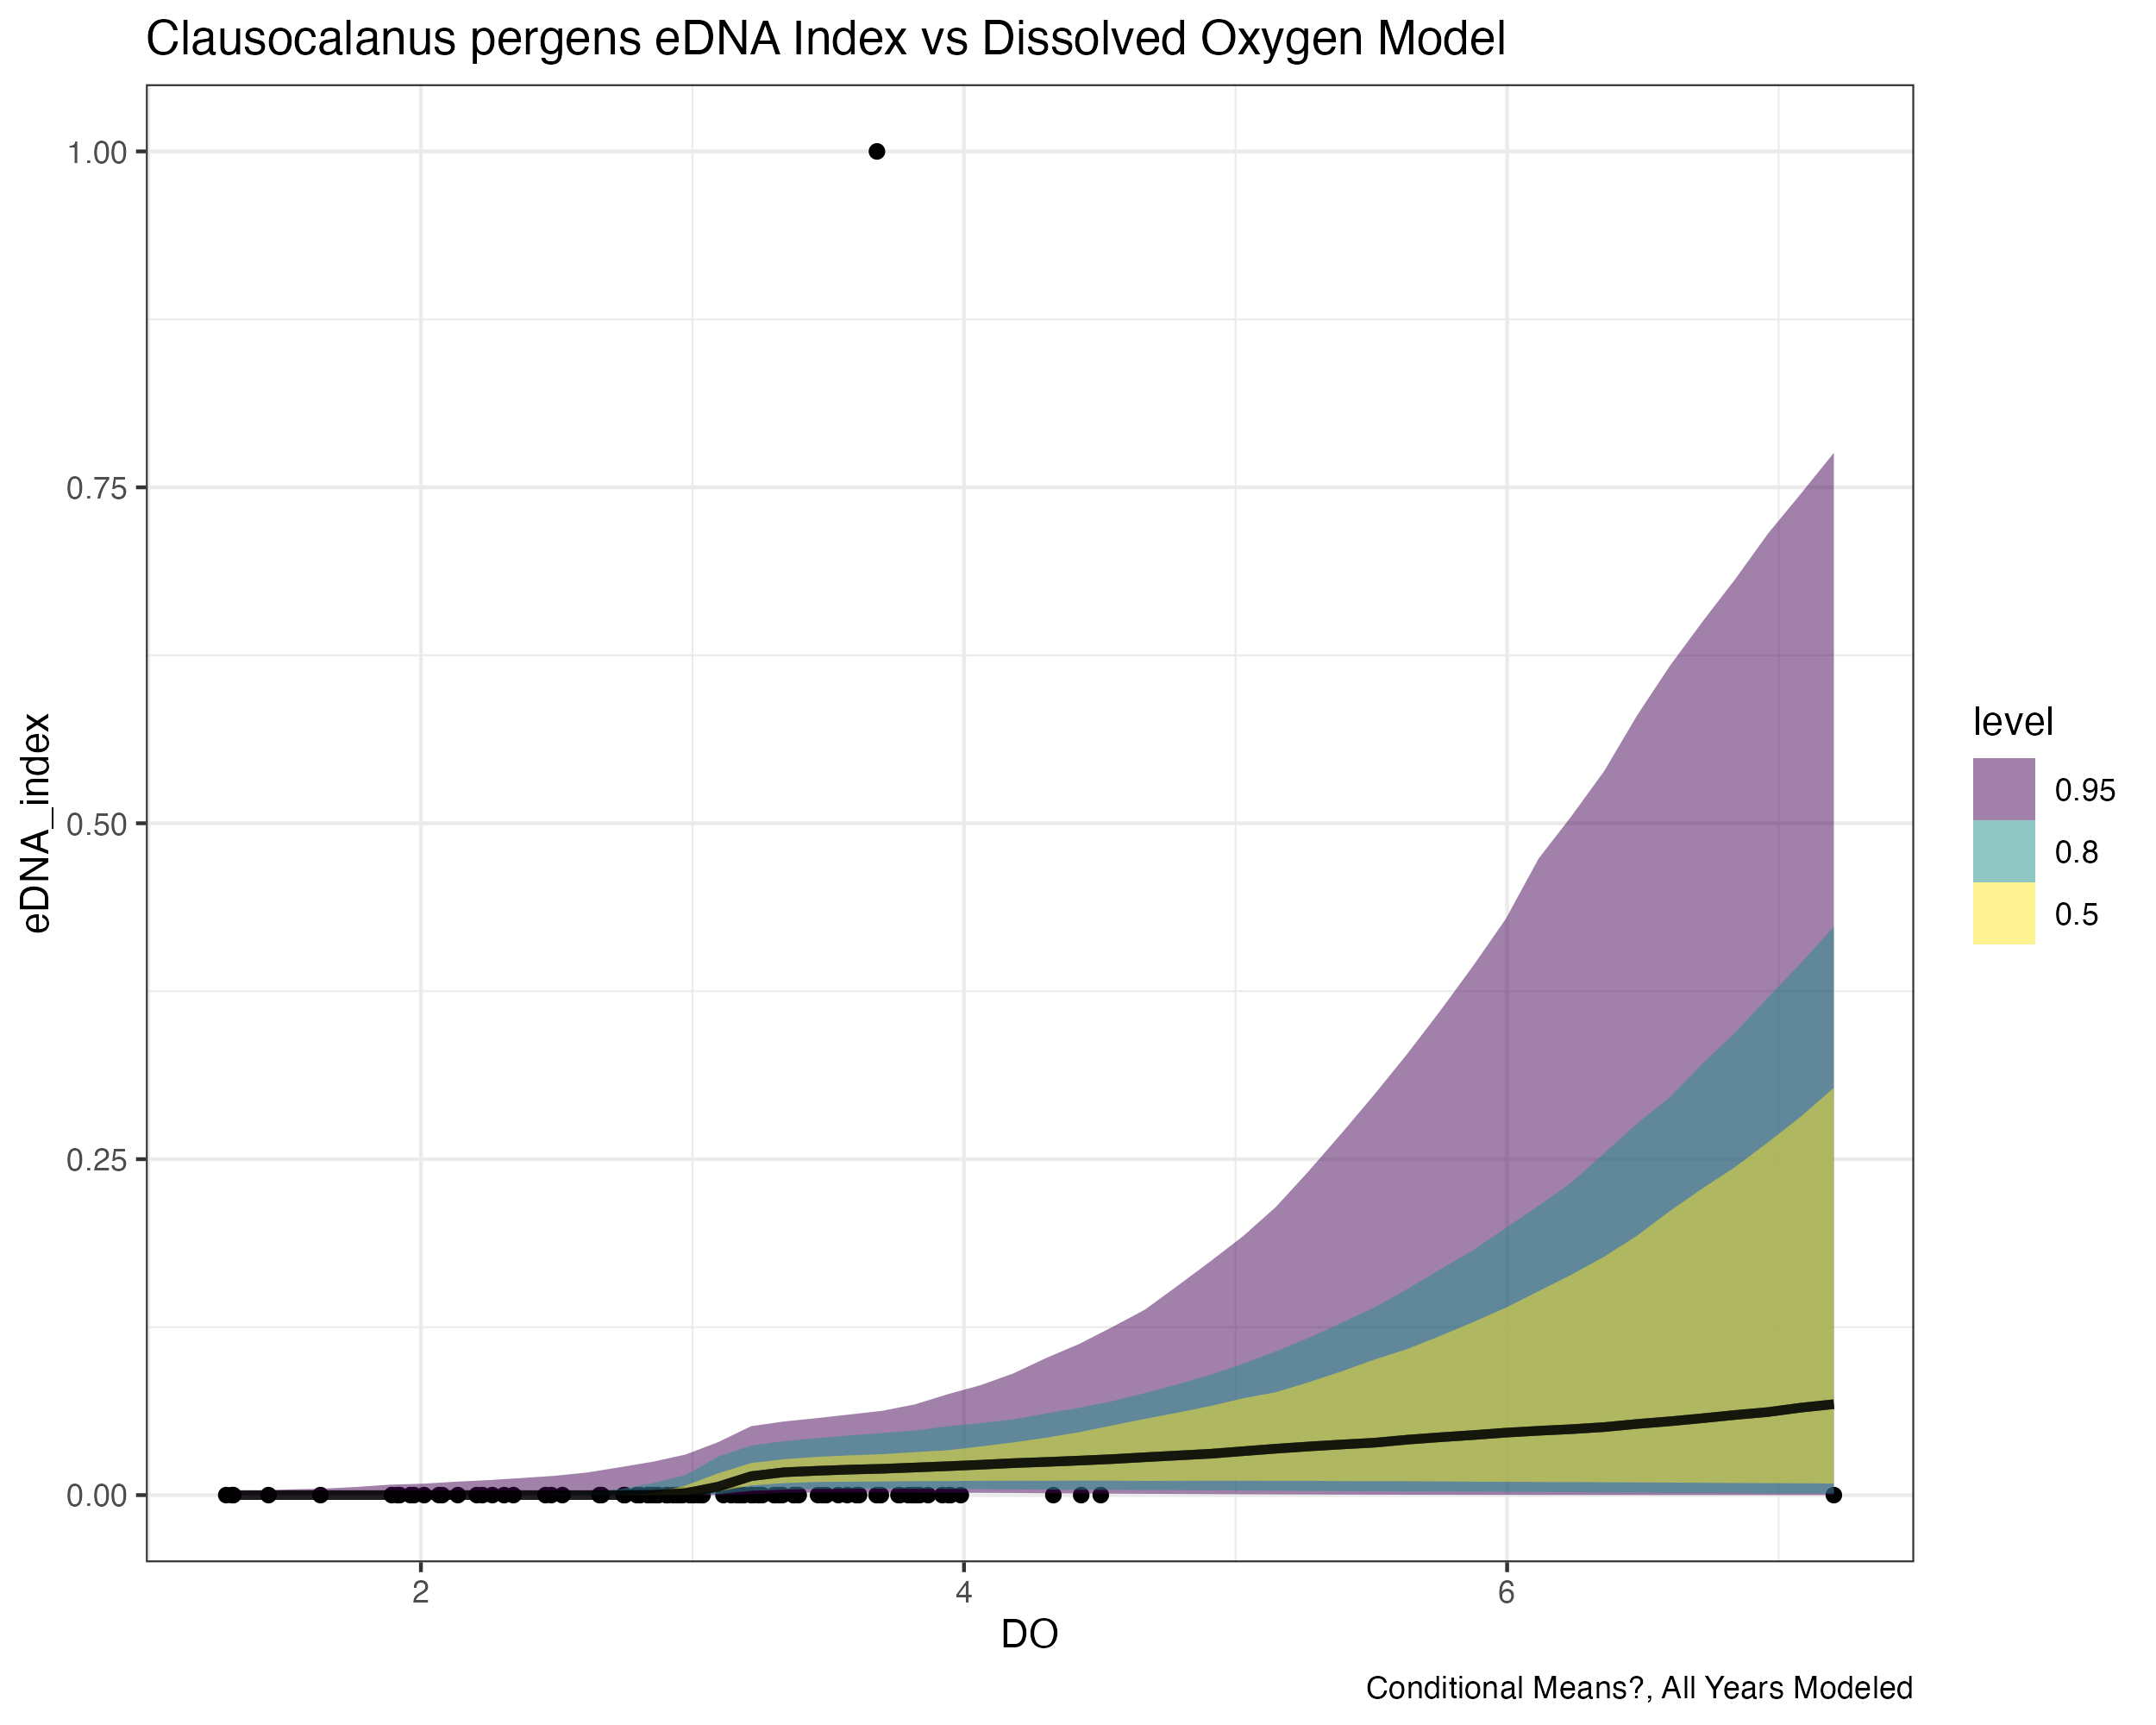 Clausocalanus pergens eDNA Index vs Dissolved Oxygen Model
1.00
0.75
0.50
0.25
0.00
eDNA_index
2
4
6
DO
level
0.95
0.8
0.5
Conditional Means?, All Years Modeled